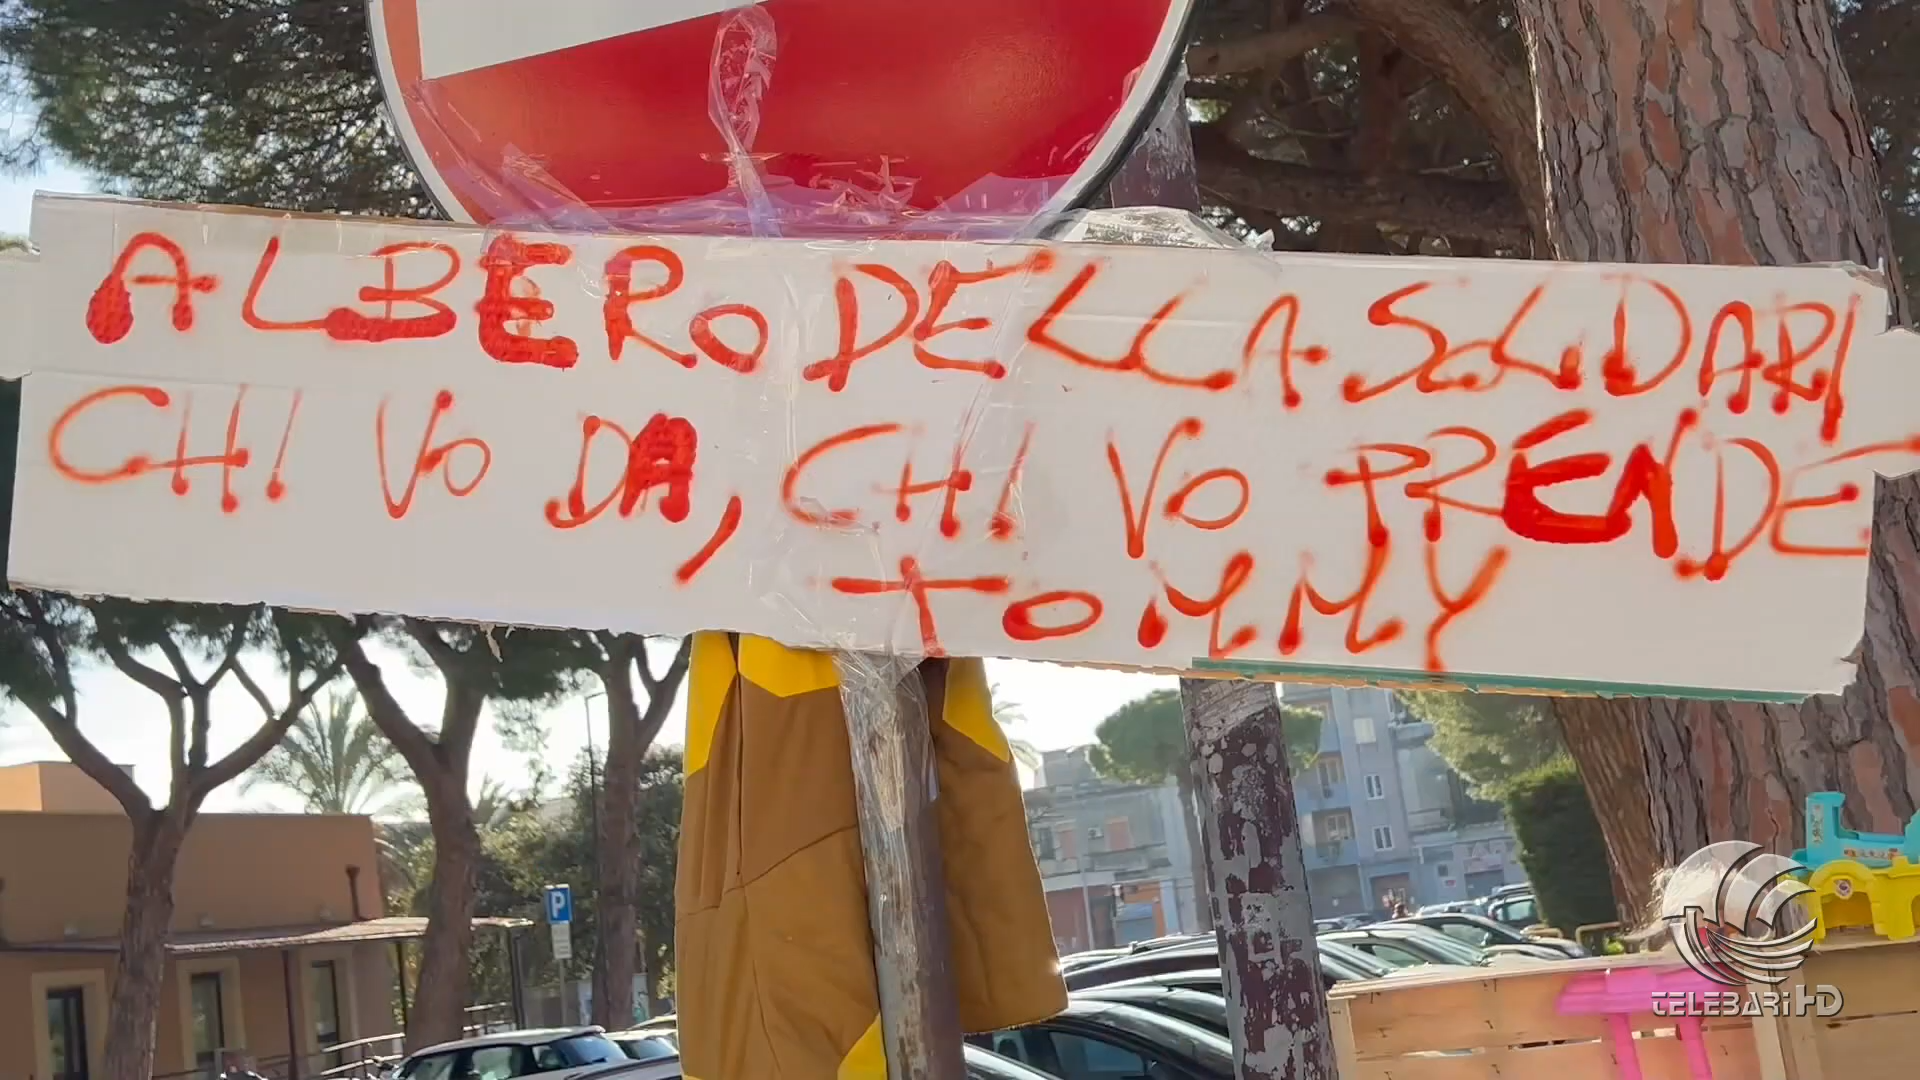 ALBERO DELLA SOLIDARI
CHI VO DA, CHI VO PRENDE
TOMMY
P
TELEBARI HD